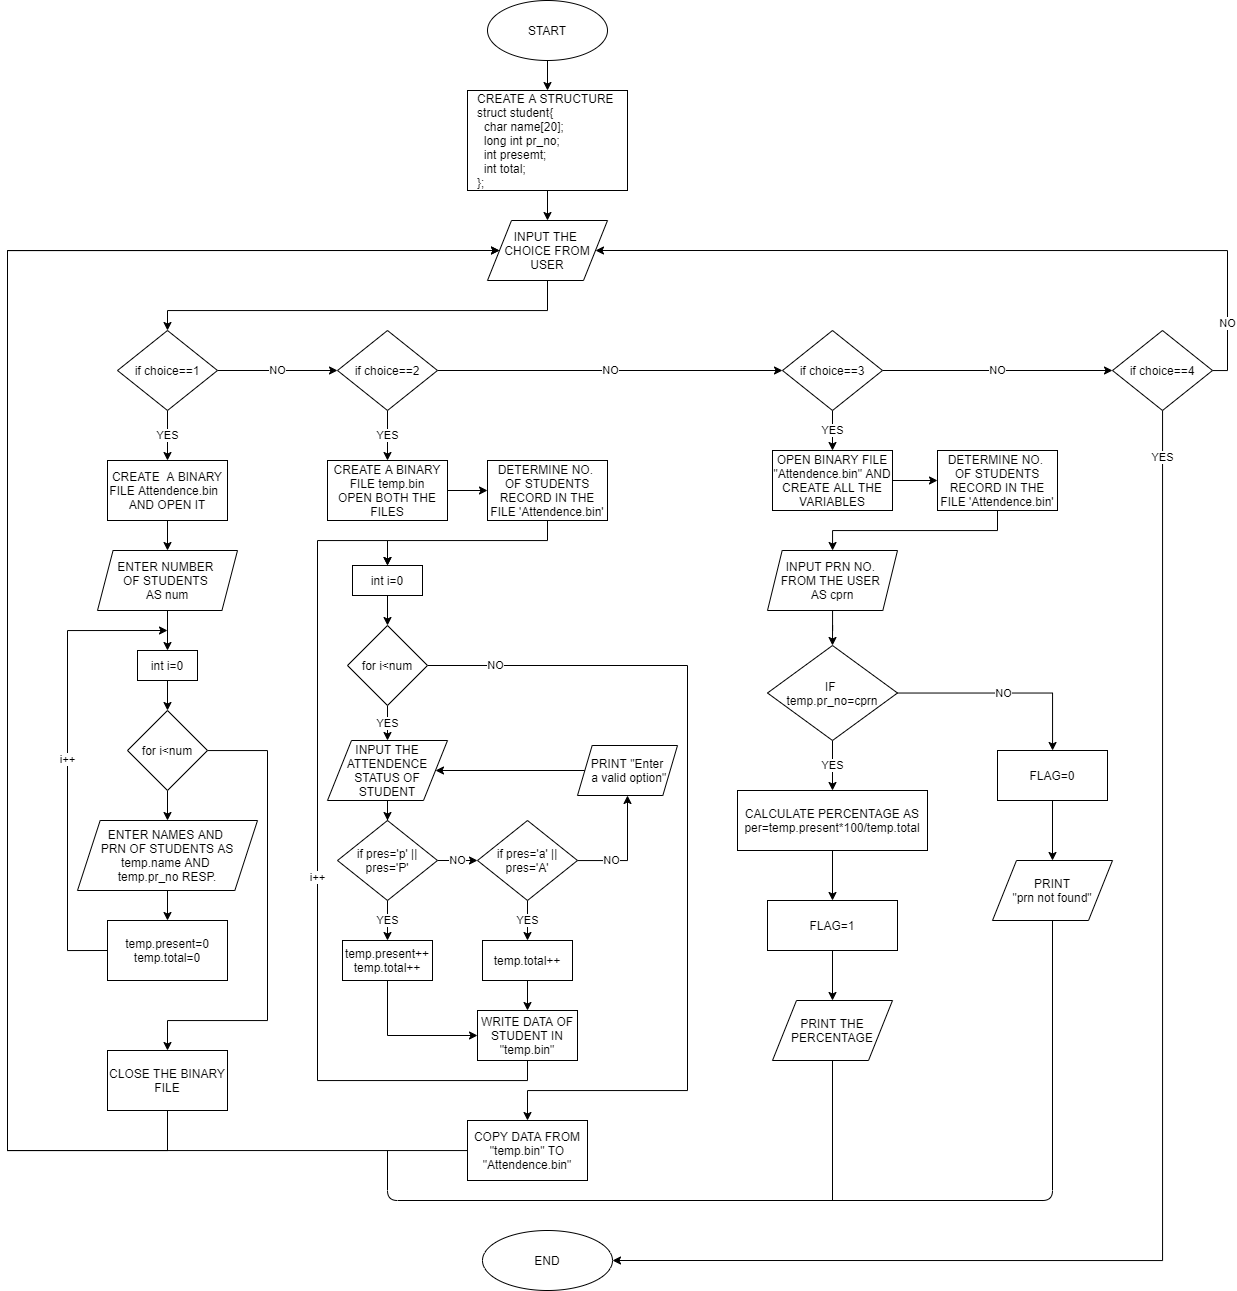 START
CREATE A STRUCTURE
struct student{
char name[20];
long int pr_no;
int presemt;
int total;
};
INPUT THE
CHOICE FROM
USER
NO
if choice==1
NO
if choice==2
NO
if choice==3
NO
if choice==4
YES
YES
YES
YES
CREATE A BINARY
FILE Attendence.bin
AND OPEN IT
CREATE A BINARY
FILE temp.bin
OPEN BOTH THE
FILES
DETERMINE NO.
OF STUDENTS
RECORD IN THE
FILE 'Attendence.bin'
OPEN BINARY FILE
"Attendence.bin" AND
CREATE ALL THE
VARIABLES
DETERMINE NO.
OF STUDENTS
RECORD IN THE
FILE 'Attendence.bin'
ENTER NUMBER
OF STUDENTS
AS num
int i=0
INPUT PRN NO.
FROM THE USER
AS cprn
int i=0
for i<num
NO
IF
temp.pr_no=cprn
NO
YES
i++
for i<num
INPUT THE
ATTENDENCE
STATUS OF
STUDENT
PRINT "Enter
a valid option"
YES
FLAG=0
CALCULATE PERCENTAGE AS
per=temp.present*100/temp.total
ENTER NAMES AND
PRN OF STUDENTS AS
temp.name AND
temp.pr_no RESP.
if pres='p' ||
pres='P'
NO
if pres='a' ||
pres='A'
NO
i++
PRINT
"prn not found"
YES
YES
FLAG=1
temp.present=0
temp.total=0
temp.present++
temp.total++
temp.total++
WRITE DATA OF
STUDENT IN
"temp.bin"
PRINT THE
PERCENTAGE
CLOSE THE BINARY
FILE
COPY DATA FROM
"temp.bin" TO
"Attendence.bin"
END